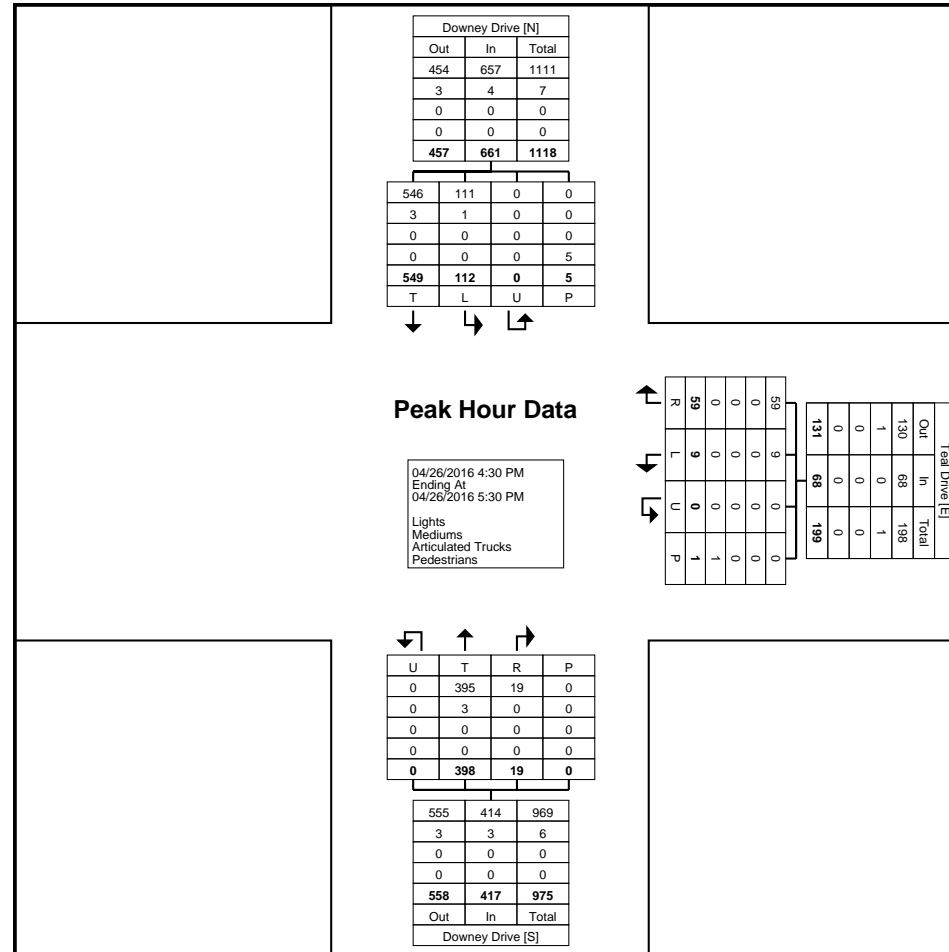 Downey Drive [N]
Out In Total
454 657 1111
3 4 7
0 0 0
0 0 0
457 661 1118
546 111 0 0
3 1 0 0
0 0 0 0
0 0 0 5
549 112 0 5
T L U P
Peak Hour Data
04/26/2016 4:30 PM
Ending At
04/26/2016 5:30 PM
Lights
Mediums
Articulated Trucks
Pedestrians
Teal Drive [E]
Out In Total
130 68 198
1 0 1
0 0 0
0 0 0
131 68 199
59 9 0 0
0 0 0 0
0 0 0 0
0 0 0 1
59 9 0 1
R L U P
U T R P
0 395 19 0
0 3 0 0
0 0 0 0
0 0 0 0
0 398 19 0
555 414 969
3 3 6
0 0 0
0 0 0
558 417 975
Out In Total
Downey Drive [S]